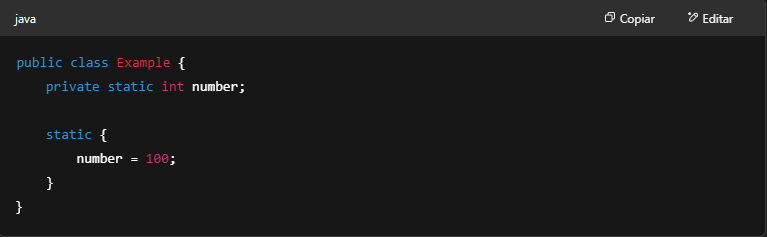 java Copiar Editar
public class Example {
    private static int number;

    static {
        number = 100;
    }
}